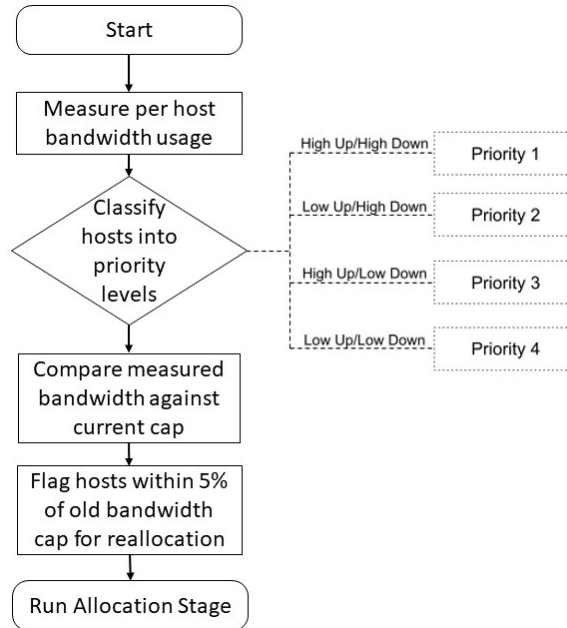 Start
Measure per host
bandwidth usage
Classify
hosts into
priority
levels
High Up/High Down
Priority 1
Low Up/High Down
Priority 2
High Up/Low Down
Priority 3
Low Up/Low Down
Priority 4
Compare measured
bandwidth against
current cap
Flag hosts within 5%
of old bandwidth
cap for reallocation
Run Allocation Stage